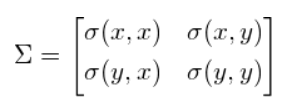 Σ = [σ(x, x) σ(x, y)
σ(y, x) σ(y, y)]